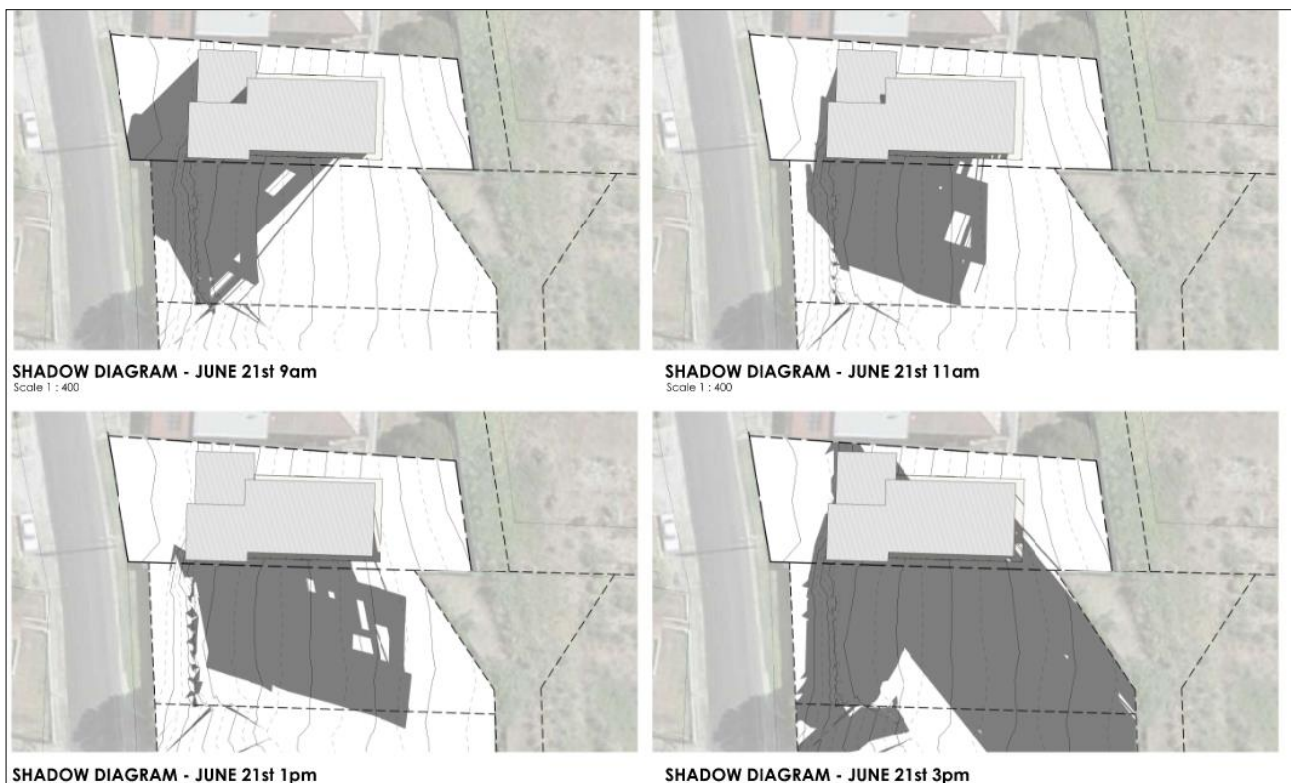 SHADOW DIAGRAM - JUNE 21st 9am
Scale 1 : 400
SHADOW DIAGRAM - JUNE 21st 11am
Scale 1 : 400
SHADOW DIAGRAM - JUNE 21st 1pm
SHADOW DIAGRAM - JUNE 21st 3pm